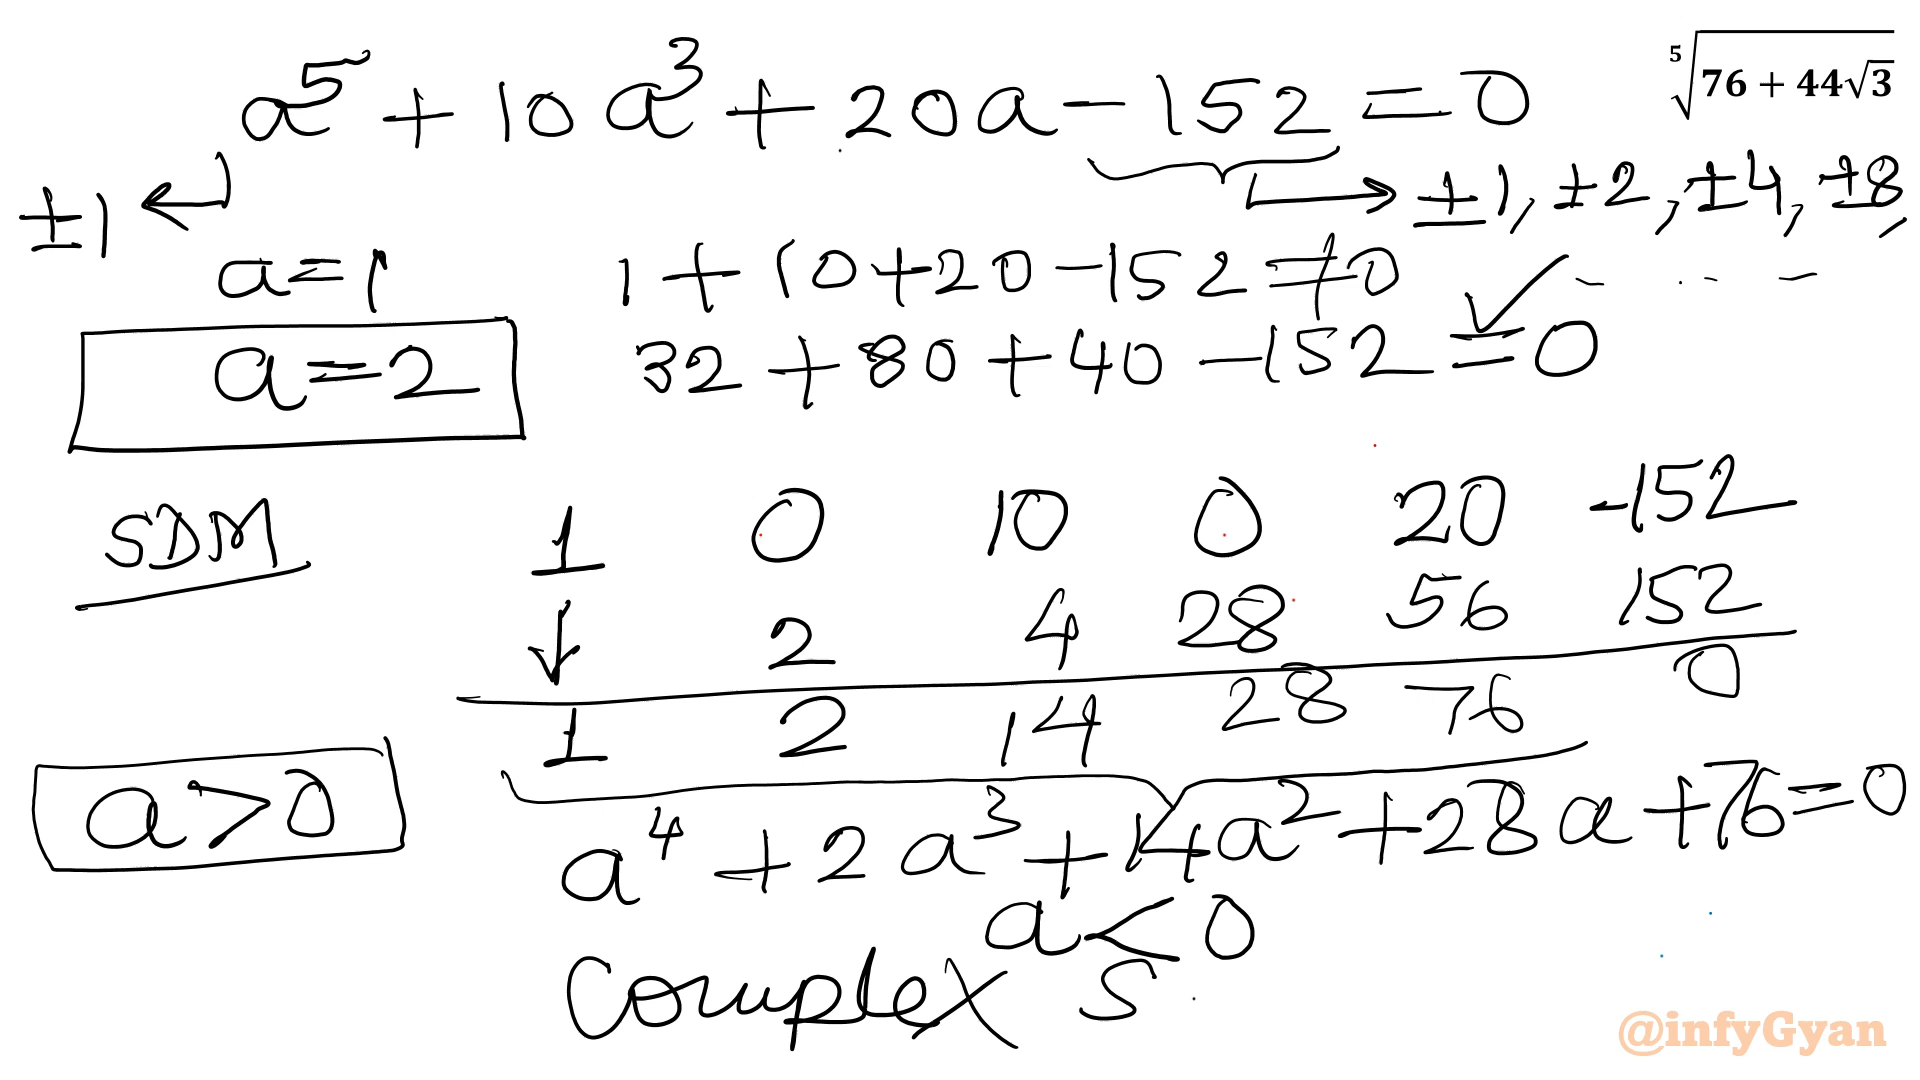 a⁵ + 10a³ + 20a − 152 = 0
⁵√(76 + 44√3)
±1
±1, ±2, ±4, ±8, - - - -
a = 1 1 + 10 + 20 − 152 ≠ 0
a = 2 32 + 80 + 40 − 152 = 0 ✓
SDM 1 0 10 0 20 -152
↓ 2 4 28 56 152
1 2 14 28 76 0
a > 0
a⁴ + 2a³ + 14a² + 28a + 76 = 0
a < 0
complex s
@infyGyan